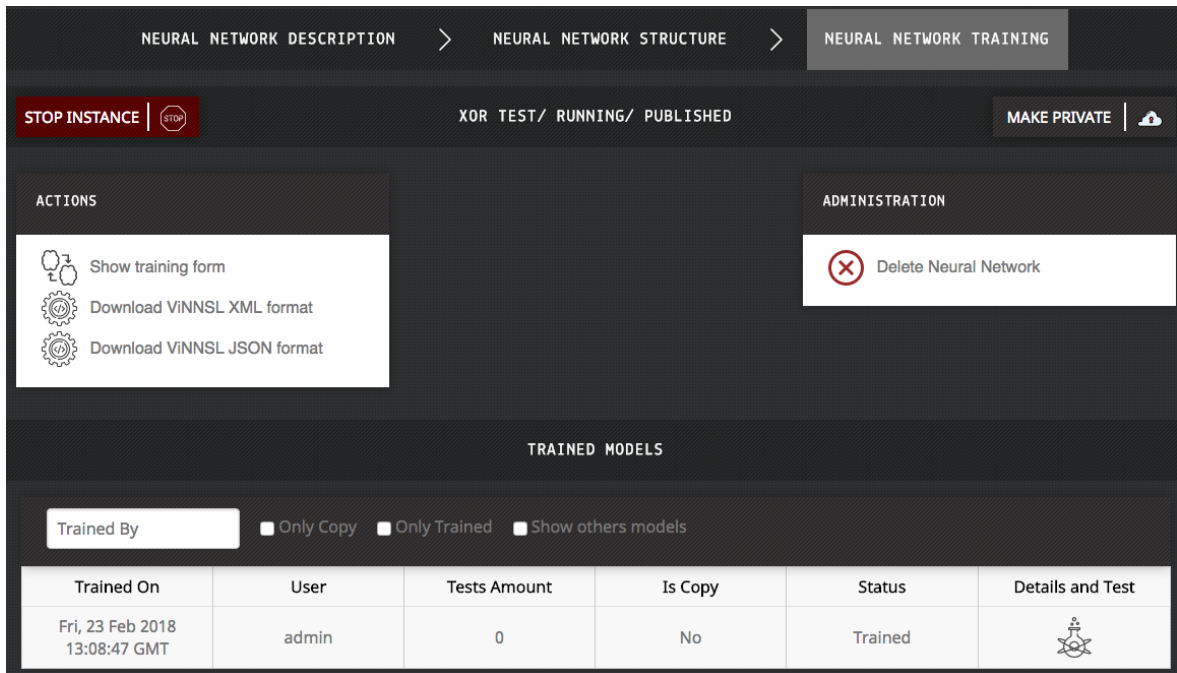 NEURAL NETWORK DESCRIPTION
NEURAL NETWORK STRUCTURE
NEURAL NETWORK TRAINING
STOP INSTANCE
STOP
XOR TEST/ RUNNING/ PUBLISHED
MAKE PRIVATE
ACTIONS
Show training form
Download ViNNSL XML format
Download ViNNSL JSON format
ADMINISTRATION
Delete Neural Network
TRAINED MODELS
Trained By
Only Copy
Only Trained
Show others models
Trained On
User
Tests Amount
Is Copy
Status
Details and Test
Fri, 23 Feb 2018
13:08:47 GMT
admin
0
No
Trained